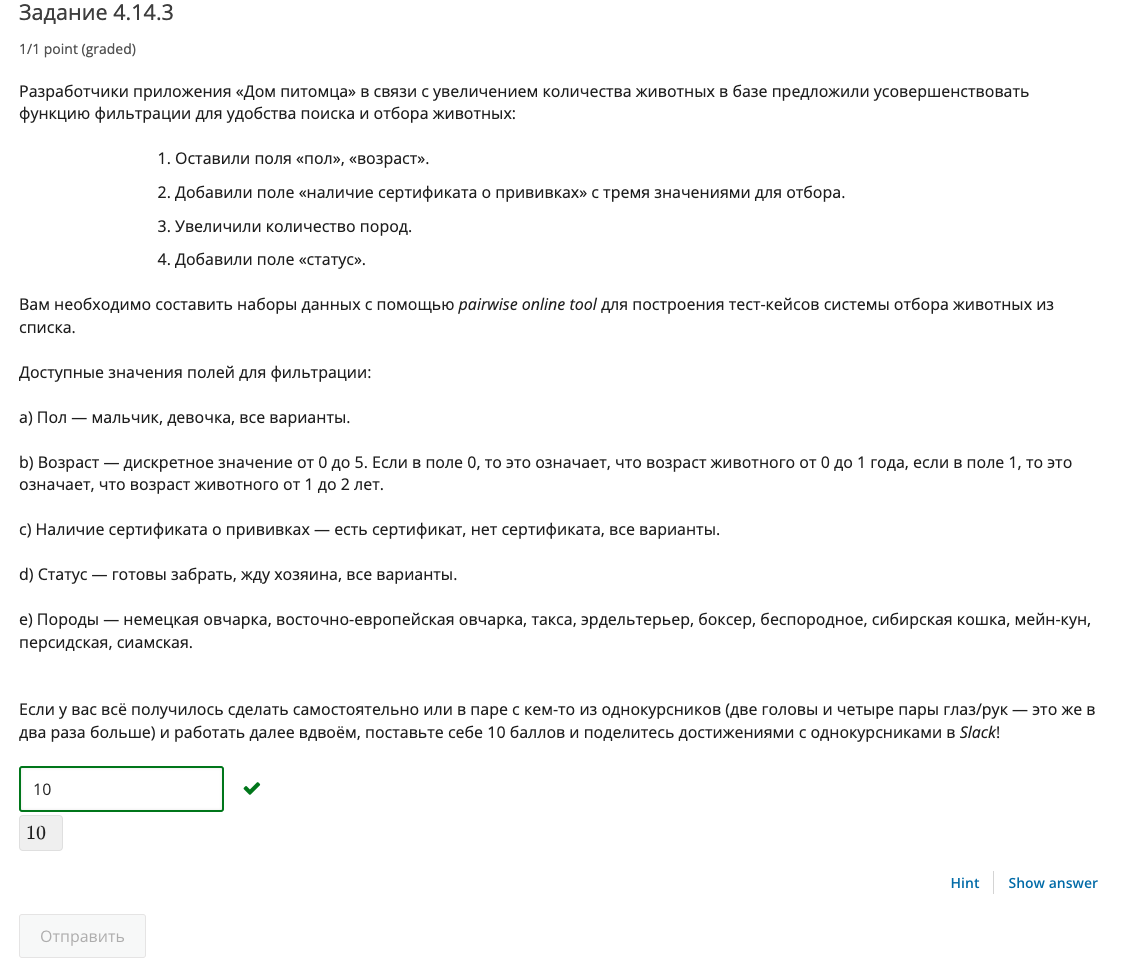 Задание 4.14.3
1/1 point (graded)
Разработчики приложения «Дом питомца» в связи с увеличением количества животных в базе предложили усовершенствовать
функцию фильтрации для удобства поиска и отбора животных:
1. Оставили поля «пол», «возраст».
2. Добавили поле «наличие сертификата о прививках» с тремя значениями для отбора.
3. Увеличили количество пород.
4. Добавили поле «статус».
Вам необходимо составить наборы данных с помощью pairwise online tool для построения тест-кейсов системы отбора животных из
списка.
Доступные значения полей для фильтрации:
a) Пол — мальчик, девочка, все варианты.
b) Возраст — дискретное значение от 0 до 5. Если в поле 0, то это означает, что возраст животного от 0 до 1 года, если в поле 1, то это
означает, что возраст животного от 1 до 2 лет.
c) Наличие сертификата о прививках — есть сертификат, нет сертификата, все варианты.
d) Статус — готовы забрать, жду хозяина, все варианты.
e) Породы — немецкая овчарка, восточно-европейская овчарка, такса, эрдельтерьер, боксер, беспородное, сибирская кошка, мейн-кун,
персидская, сиамская.
Если у вас всё получилось сделать самостоятельно или в паре с кем-то из однокурсников (две головы и четыре пары глаз/рук — это же в
два раза больше) и работать далее вдвоём, поставьте себе 10 баллов и поделитесь достижениями с однокурсниками в Slack!
10
10
Hint
Show answer
Отправить